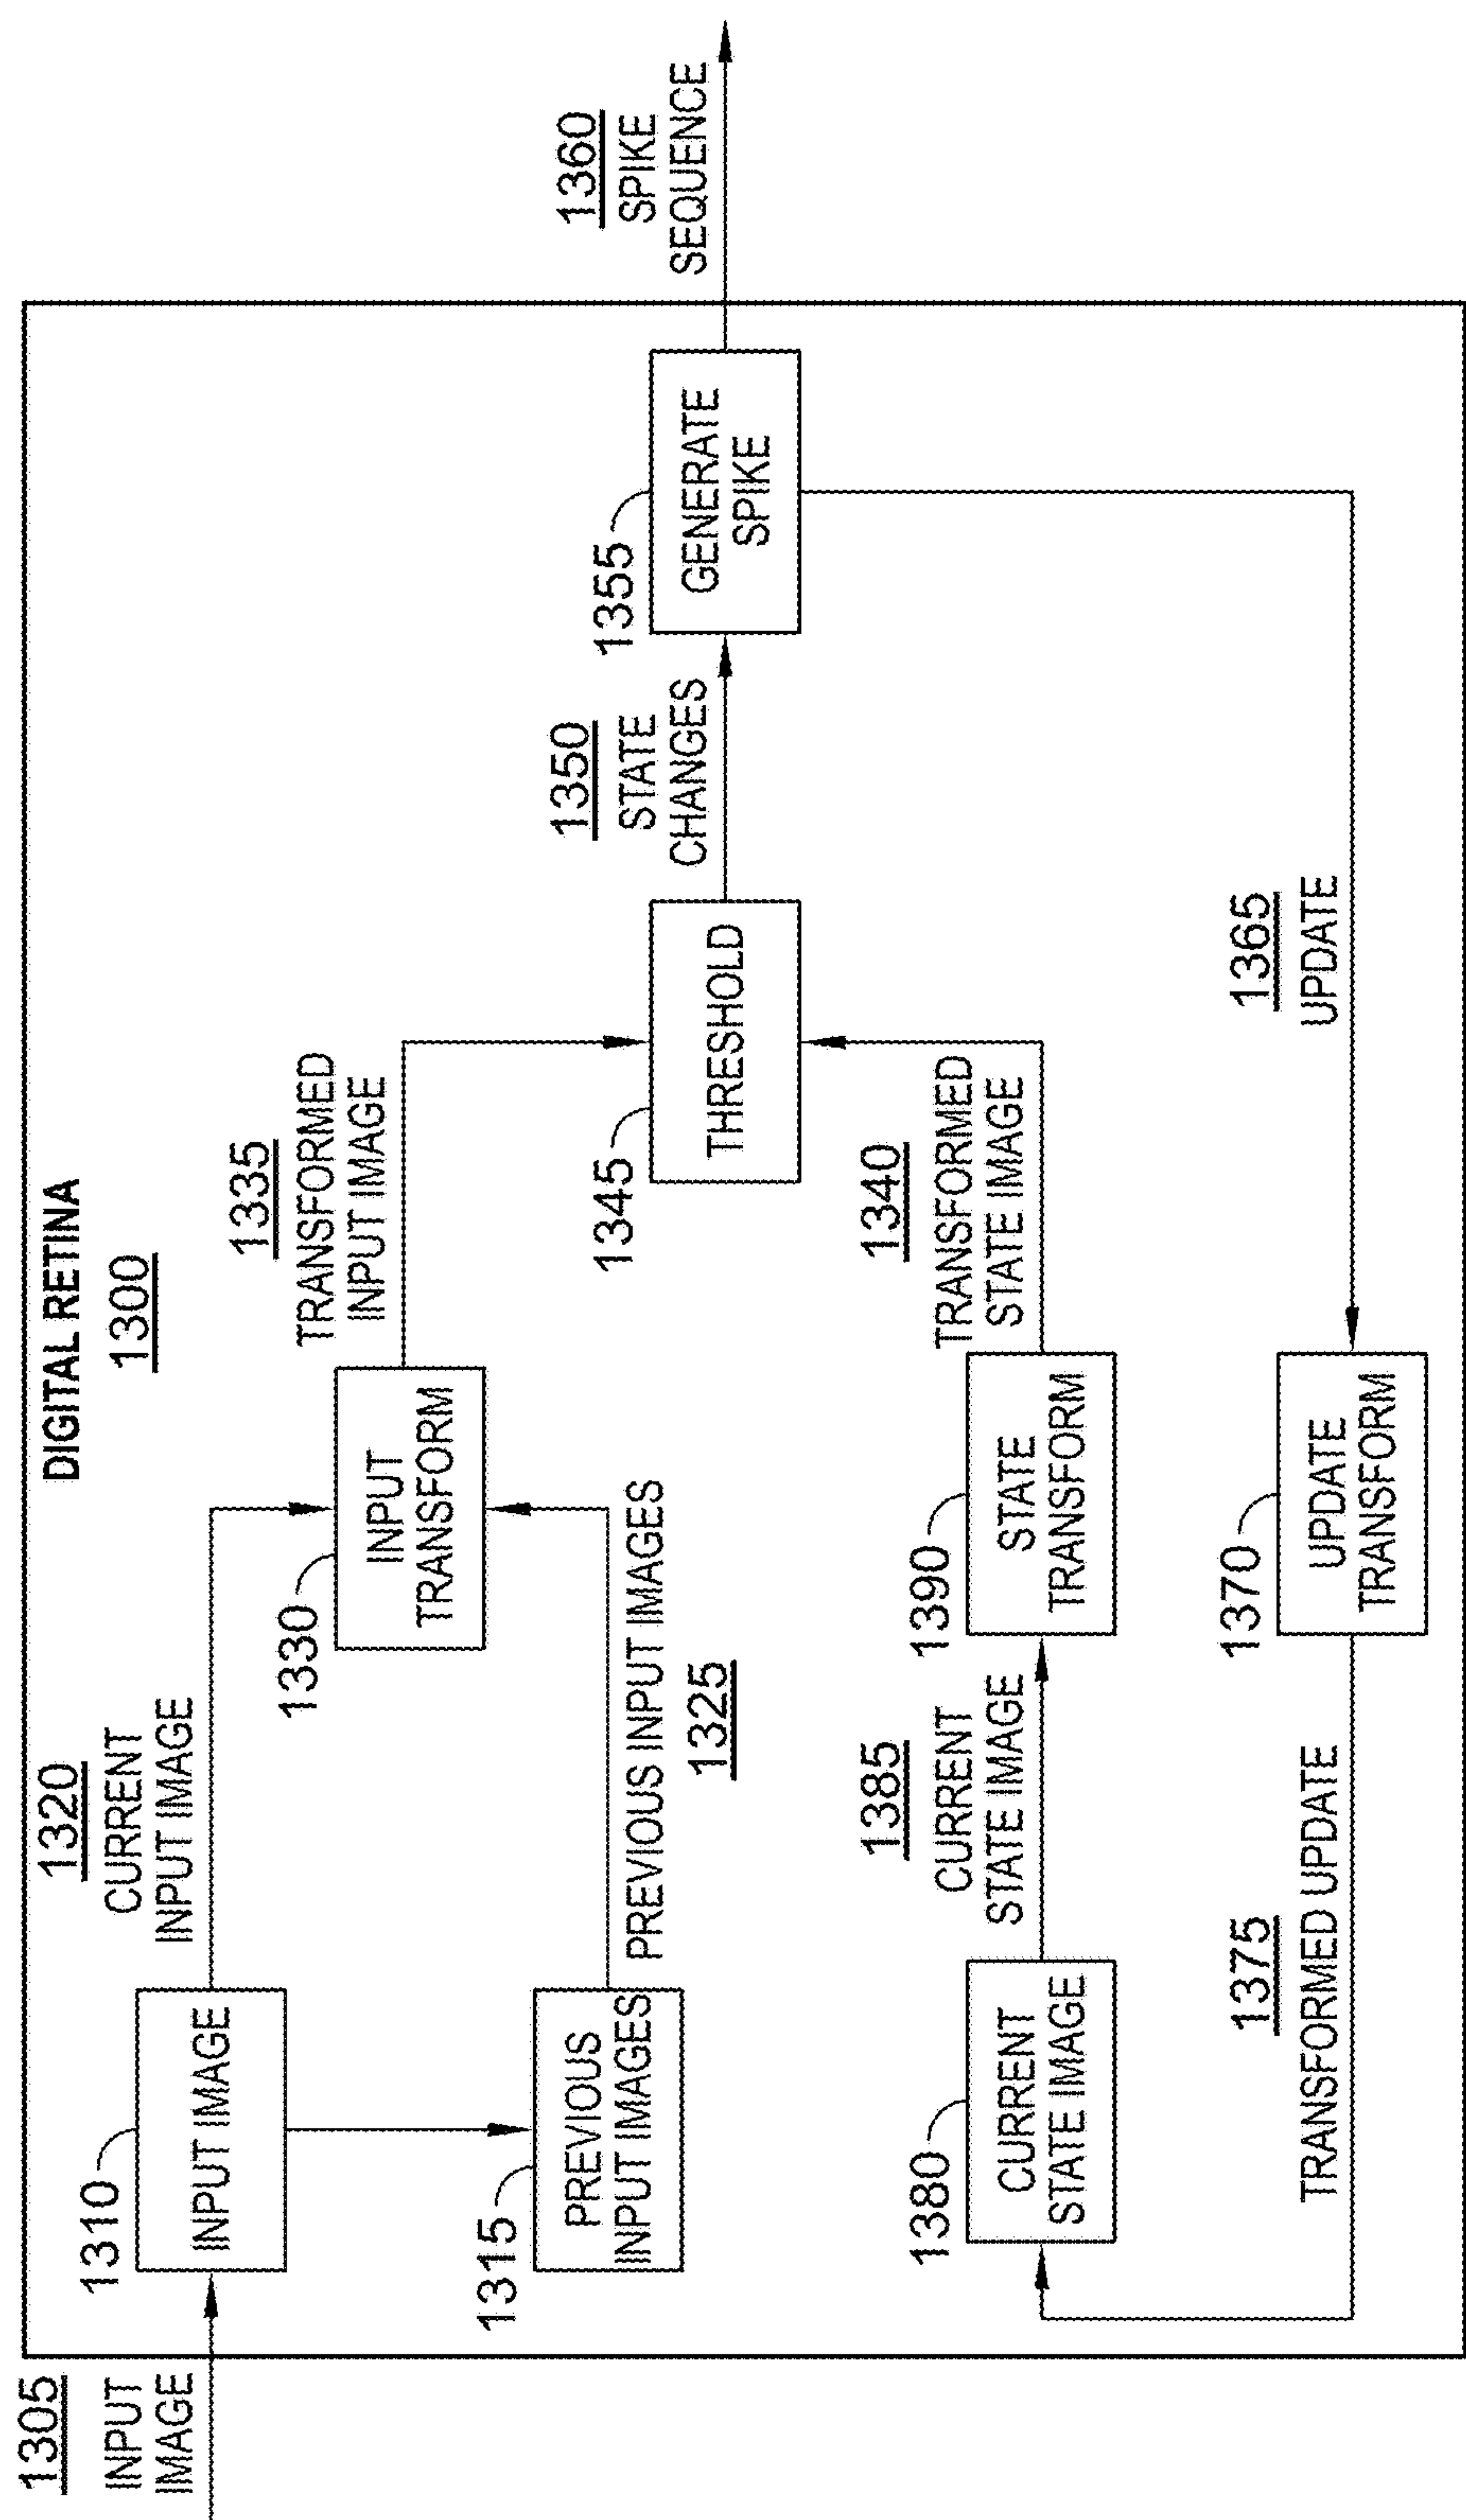 DIGITAL RETINA
1300
1305
INPUT
IMAGE
1310
INPUT IMAGE
1320
CURRENT
INPUT IMAGE
1315
PREVIOUS
INPUT IMAGES
PREVIOUS INPUT IMAGES
1325
1330
INPUT
TRANSFORM
1335
TRANSFORMED
INPUT IMAGE
1345
THRESHOLD
1350
STATE
CHANGES
1355
GENERATE
SPIKE
1360
SPIKE
SEQUENCE
1380
CURRENT
STATE IMAGE
1385
CURRENT
STATE IMAGE
1390
STATE
TRANSFORM
1340
TRANSFORMED
STATE IMAGE
1375
TRANSFORMED UPDATE
1370
UPDATE
TRANSFORM
1365
UPDATE